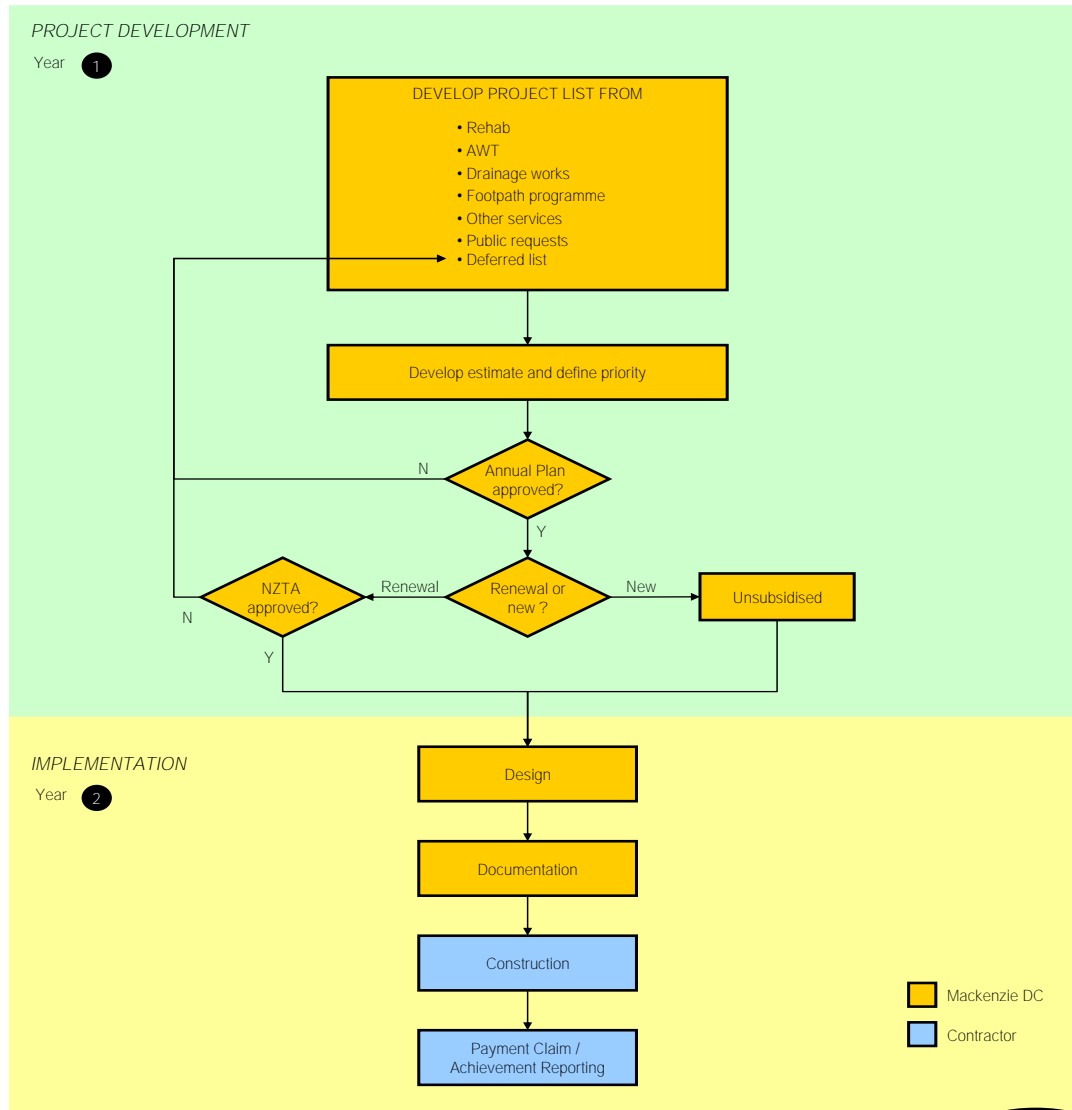 PROJECT DEVELOPMENT
Year 1
DEVELOP PROJECT LIST FROM
• Rehab
• AWT
• Drainage works
• Footpath programme
• Other services
• Public requests
• Deferred list
Develop estimate and define priority
N
Annual Plan
approved?
Y
NZTA
approved?
Renewal
Renewal or
new ?
New
Unsubsidised
N
Y
IMPLEMENTATION
Year 2
Design
Documentation
Construction
Payment Claim /
Achievement Reporting
Mackenzie DC
Contractor